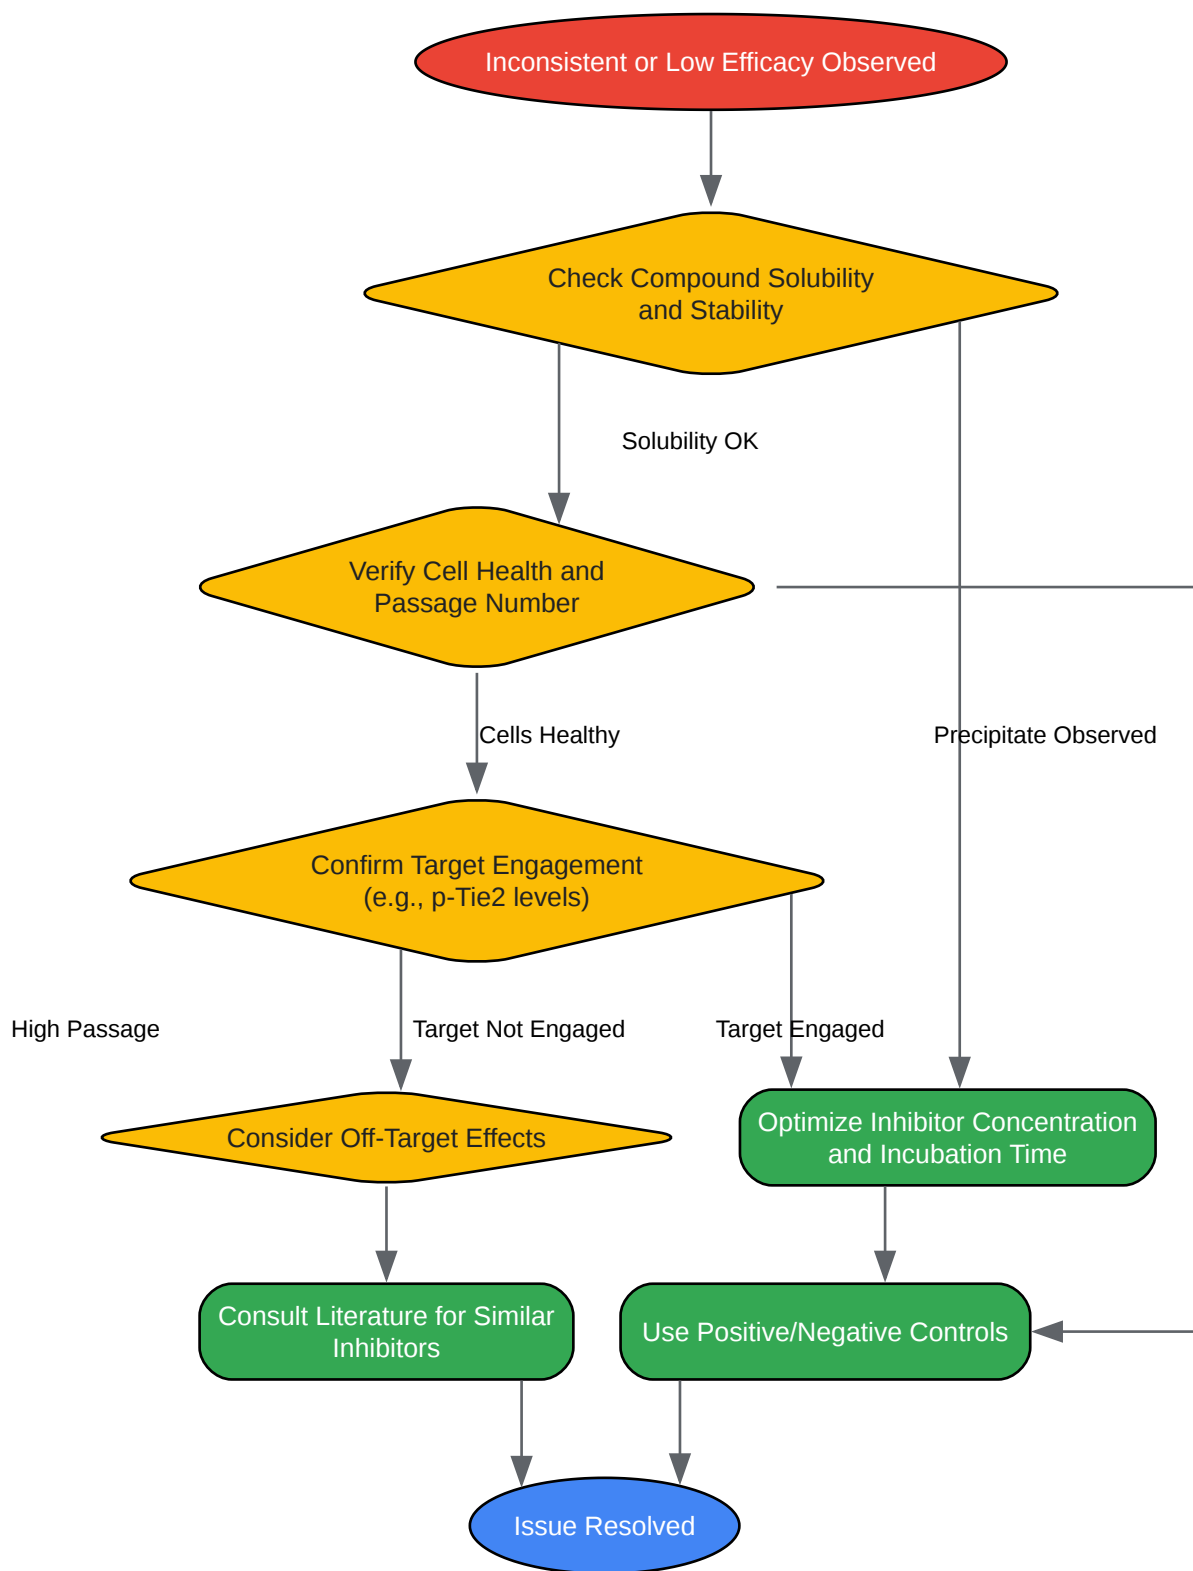 Inconsistent or Low Efficacy Observed
Check Compound Solubility
and Stability
Solubility OK
Verify Cell Health and
Passage Number
Cells Healthy
Precipitate Observed
Confirm Target Engagement
(e.g., p-Tie2 levels)
High Passage
Target Not Engaged
Target Engaged
Consider Off-Target Effects
Optimize Inhibitor Concentration
and Incubation Time
Consult Literature for Similar
Inhibitors
Use Positive/Negative Controls
Issue Resolved